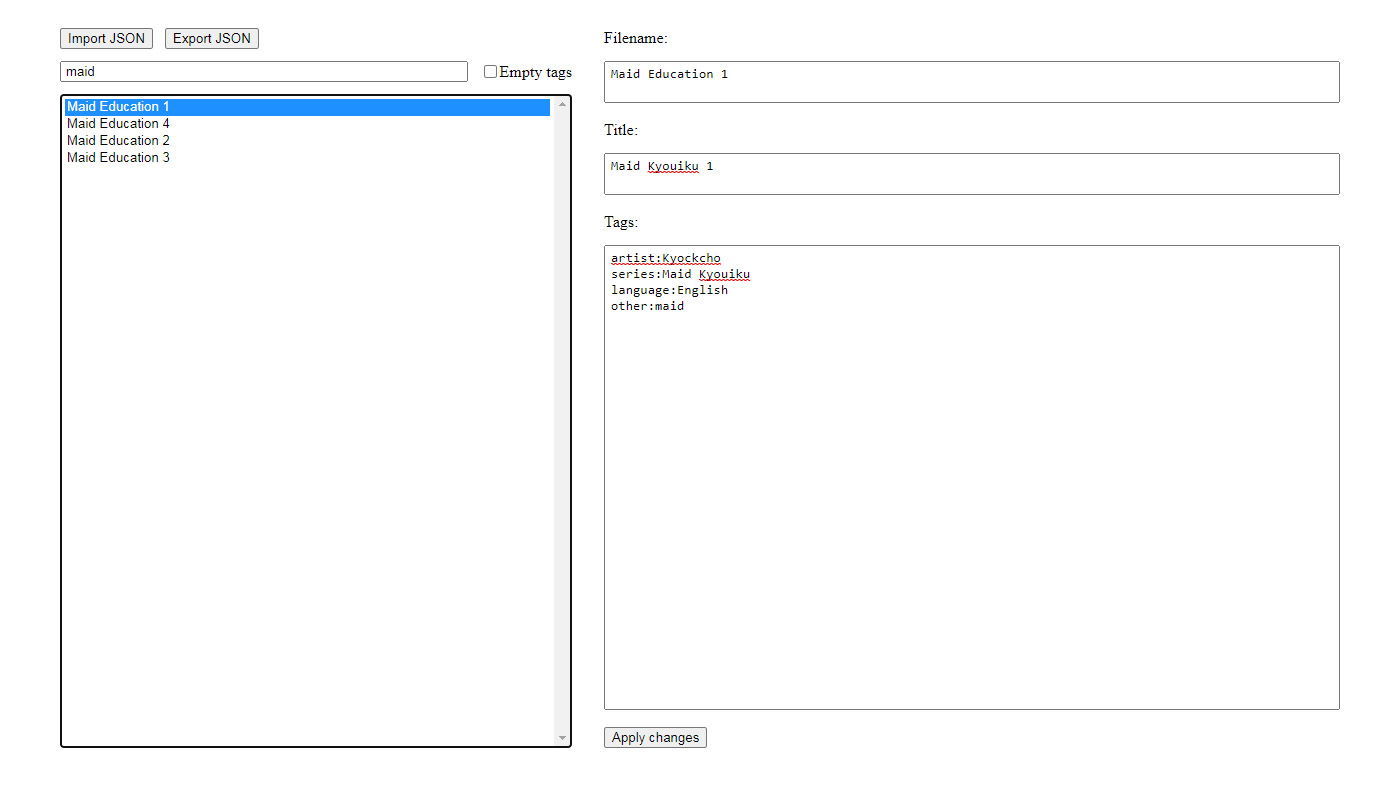 Import JSON
Export JSON
maid
Empty tags
Maid Education 1
Maid Education 4
Maid Education 2
Maid Education 3
Filename:
Maid Education 1
Title:
Maid Kyouiku 1
Tags:
artist:Kyockcho
series:Maid Kyouiku
language:English
other:maid
Apply changes